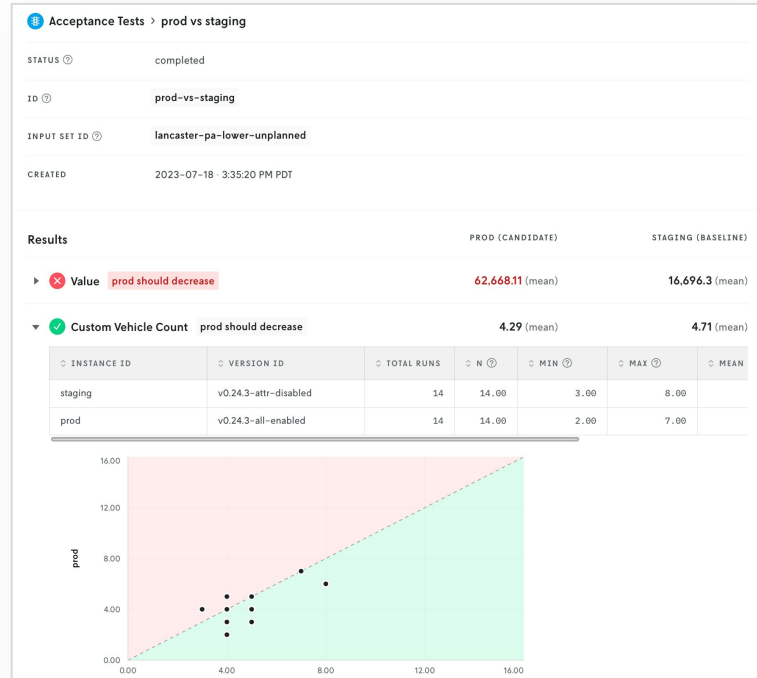 Acceptance Tests > prod vs staging
STATUS ? completed
ID ? prod-vs-staging
INPUT SET ID ? lancaster-pa-lower-unplanned
CREATED 2023-07-18 · 3:35:20 PM PDT
Results PROD (CANDIDATE) STAGING (BASELINE)
Value prod should decrease 62,668.11 (mean) 16,696.3 (mean)
Custom Vehicle Count prod should decrease 4.29 (mean) 4.71 (mean)
INSTANCE ID VERSION ID TOTAL RUNS N ? MIN ? MAX ? MEAN
staging v0.24.3-attr-disabled 14 14.00 3.00 8.00
prod v0.24.3-all-enabled 14 14.00 2.00 7.00
16.00
12.00
8.00
prod
4.00
0.00
0.00 4.00 8.00 12.00 16.00